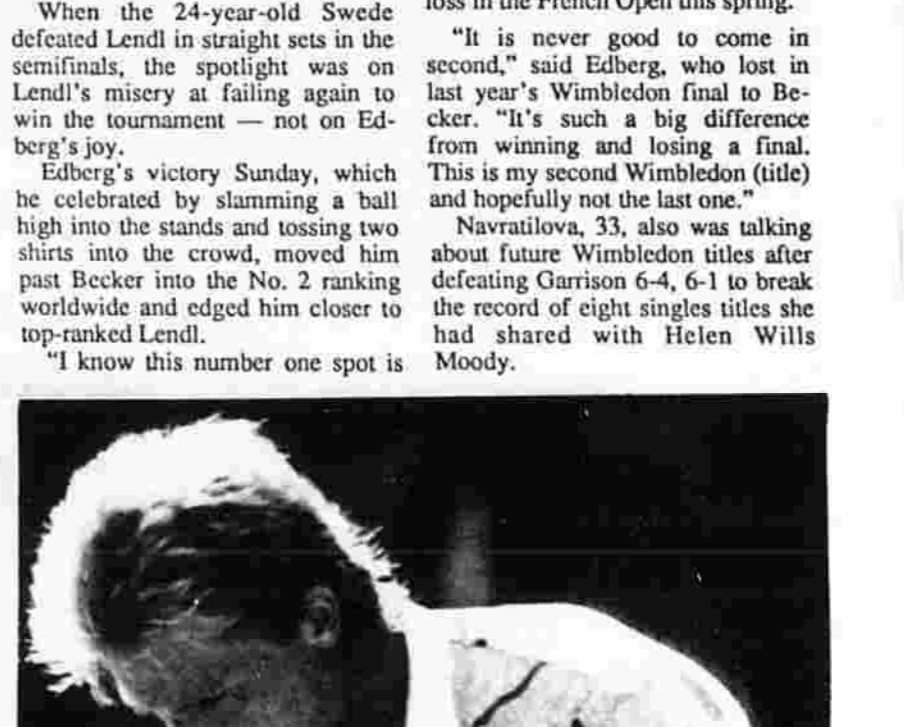 When the 24-year-old Swede
defeated Lendl in straight sets in the
semifinals, the spotlight was on
Lendl's misery at failing again to
win the tournament — not on Ed-
berg's joy.
Edberg's victory Sunday, which
he celebrated by slamming a ball
high into the stands and tossing two
shirts into the crowd, moved him
past Becker into the No. 2 ranking
worldwide and edged him closer to
top-ranked Lendl.
"I know this number one spot is
loss in the French Open this spring.
"It is never good to come in
second," said Edberg, who lost in
last year's Wimbledon final to Be-
cker. "It's such a big difference
from winning and losing a final.
This is my second Wimbledon (title)
and hopefully not the last one."
Navratilova, 33, also was talking
about future Wimbledon titles after
defeating Garrison 6-4, 6-1 to break
the record of eight singles titles she
had shared with Helen Wills
Moody.